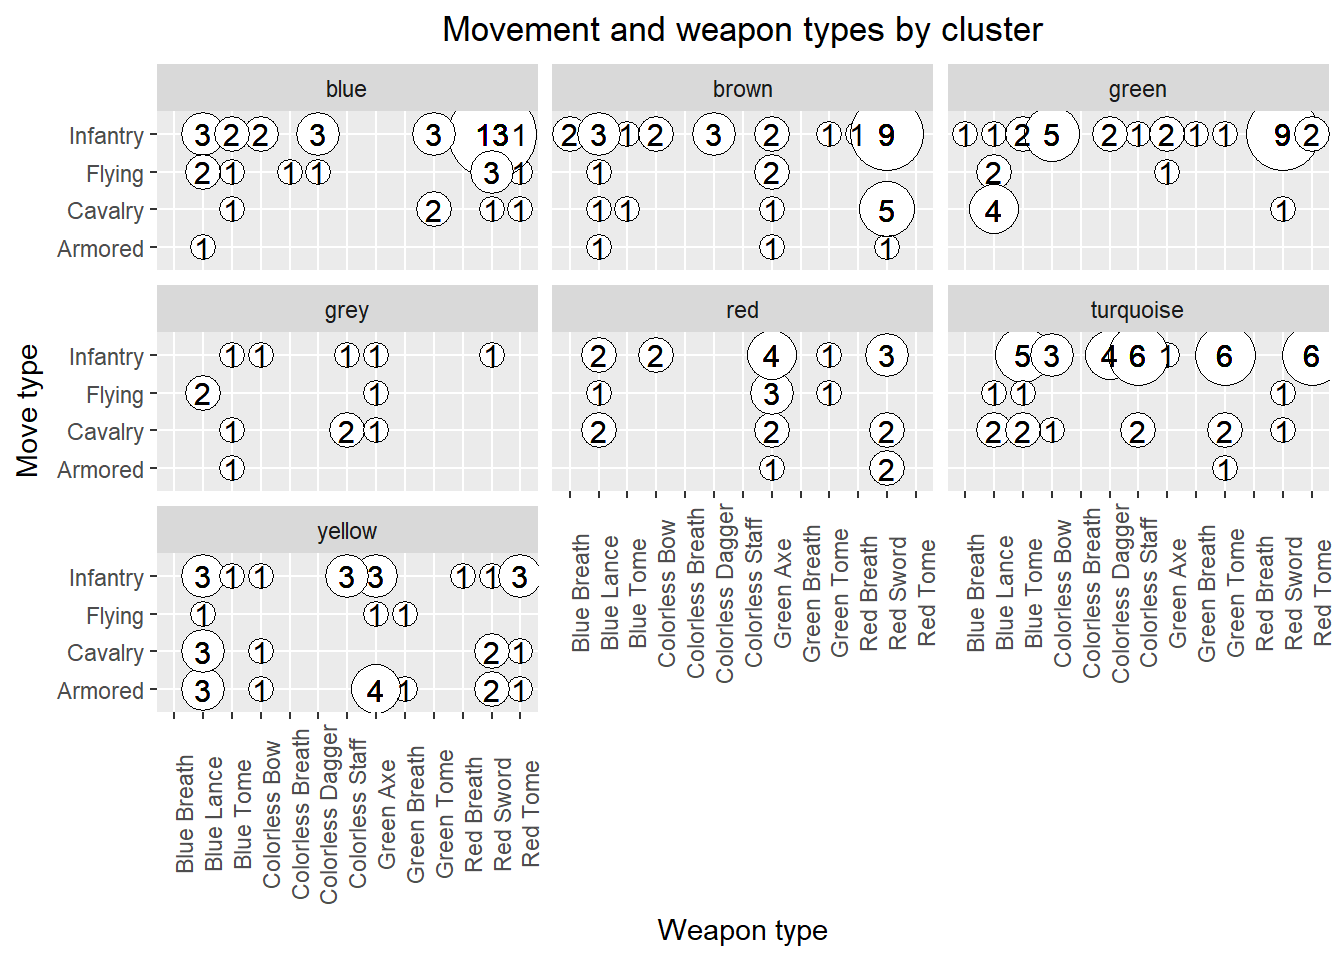 Movement and weapon types by cluster
blue
brown
green
Infantry 3 2 2 3 3 13 1 2 3 1 2 3 2 1 1 9 1 1 2 5 2 1 2 1 1 9 2
Flying 2 1 1 1 3 1 1 2 2 1
Cavalry 1 2 1 1 1 1 1 5 4 1
Armored 1 1 1 1
grey
red
turquoise
Infantry 1 1 1 1 1 2 2 4 1 3 5 3 4 6 1 6 6
Flying 2 1 1 3 1 1 1 1
Cavalry 1 2 1 2 2 2 2 2 1 2 2 1
Armored 1 1 2 1
yellow
Infantry 3 1 1 3 3 1 1 3
Flying 1 1 1
Cavalry 3 1 2 1
Armored 3 1 4 1 2 1
Move type
Blue Breath
Blue Lance
Blue Tome
Colorless Bow
Colorless Breath
Colorless Dagger
Colorless Staff
Green Axe
Green Breath
Green Tome
Red Breath
Red Sword
Red Tome
Blue Breath
Blue Lance
Blue Tome
Colorless Bow
Colorless Breath
Colorless Dagger
Colorless Staff
Green Axe
Green Breath
Green Tome
Red Breath
Red Sword
Red Tome
Blue Breath
Blue Lance
Blue Tome
Colorless Bow
Colorless Breath
Colorless Dagger
Colorless Staff
Green Axe
Green Breath
Green Tome
Red Breath
Red Sword
Red Tome
Weapon type